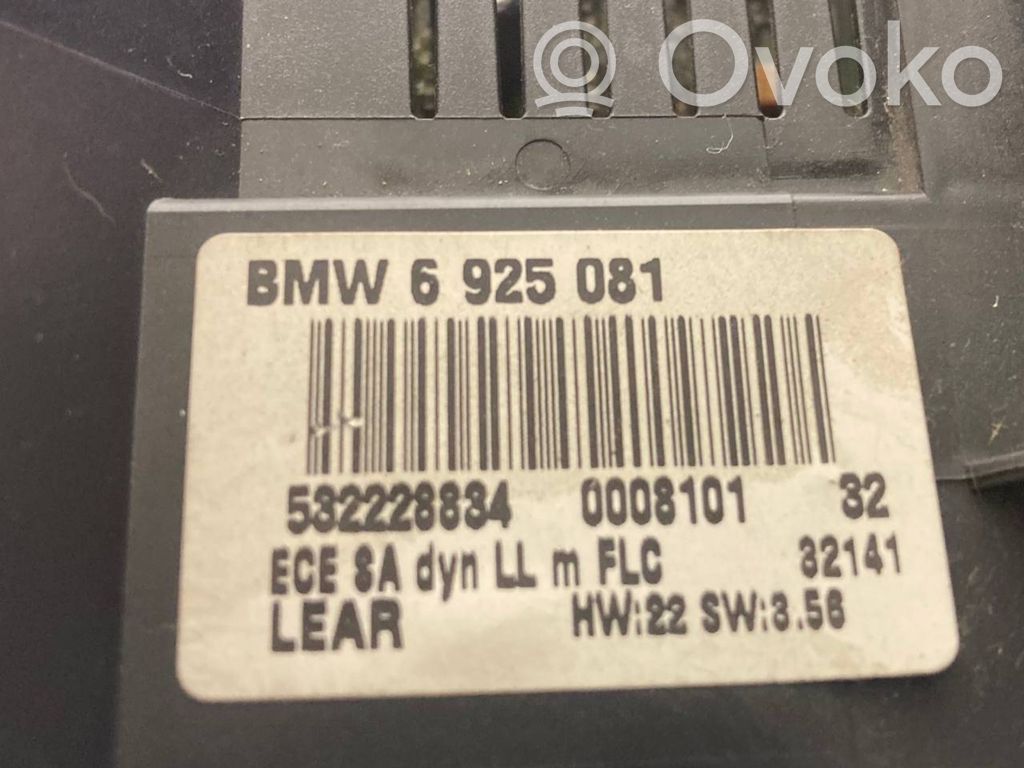 Ovoko
BMW 6 925 081
532228834 0008101 32
ECE SA dyn LL m FLC 32141
LEAR HW:22 SW:3.56